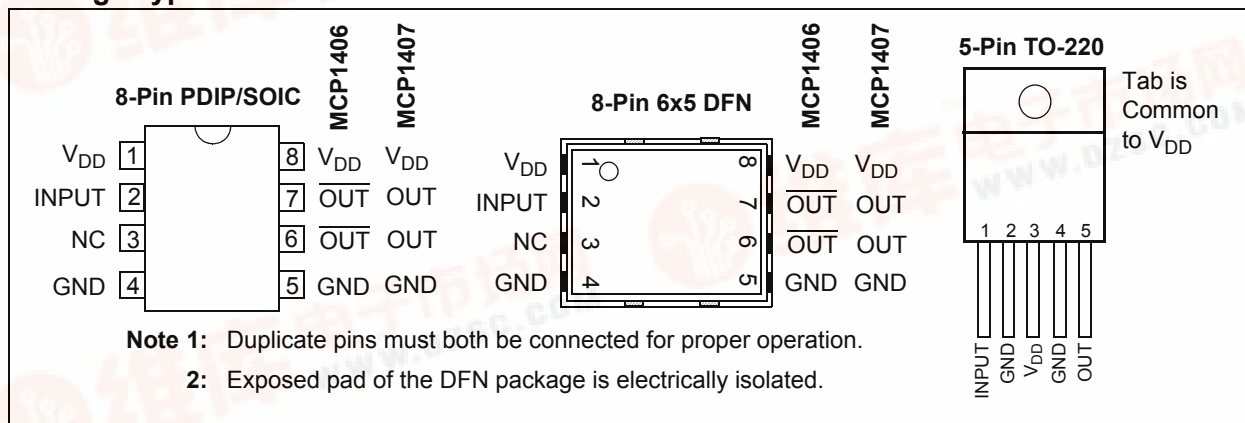 8-Pin PDIP/SOIC
MCP1406
MCP1407
VDD 1
INPUT 2
NC 3
GND 4
8 VDD VDD
7 OUT OUT
6 OUT OUT
5 GND GND
8-Pin 6x5 DFN
MCP1406
MCP1407
VDD 1
INPUT 2
NC 3
GND 4
8 VDD VDD
7 OUT OUT
6 OUT OUT
5 GND GND
5-Pin TO-220
Tab is
Common
to VDD
1 2 3 4 5
INPUT
GND
VDD
GND
OUT
Note 1: Duplicate pins must both be connected for proper operation.
2: Exposed pad of the DFN package is electrically isolated.